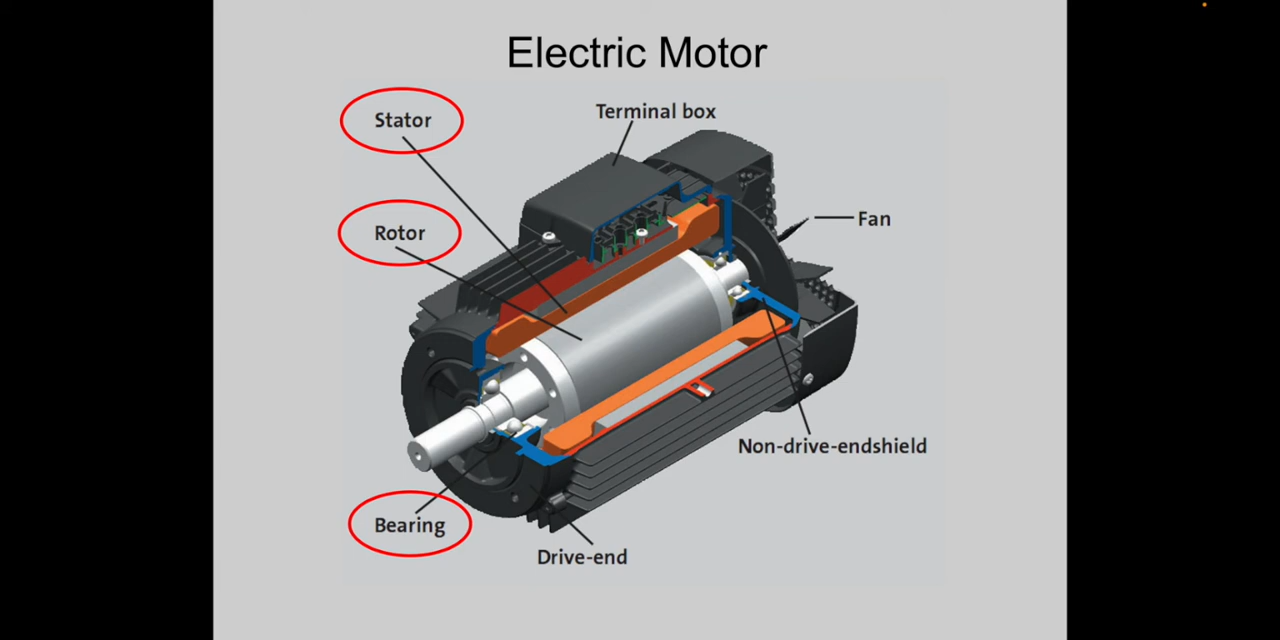 Electric Motor
Stator
Terminal box
Rotor
Fan
Non-drive-endshield
Bearing
Drive-end